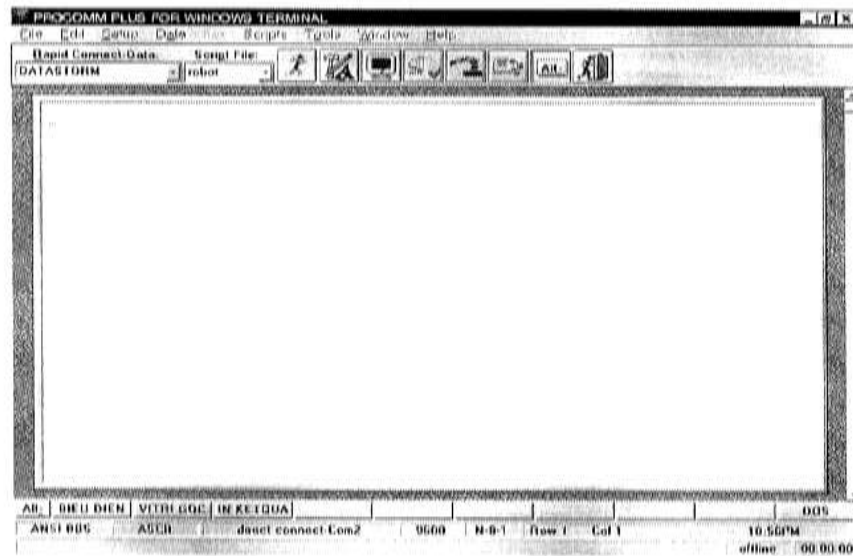 PROCOMM PLUS FOR WINDOWS TERMINAL
File Edit Setup Data Fax Scripts Tools Window Help
Rapid Connect-Data: Script File:
DATASTORM robot
Alt.
Alt. BIEU DIEN VITRI GOC IN KETQUA DOS
ANSI BBS ASCII direct connect-Com2 9600 N-8-1 Row 1 Col 1 10:50PM
offline 00:00:00